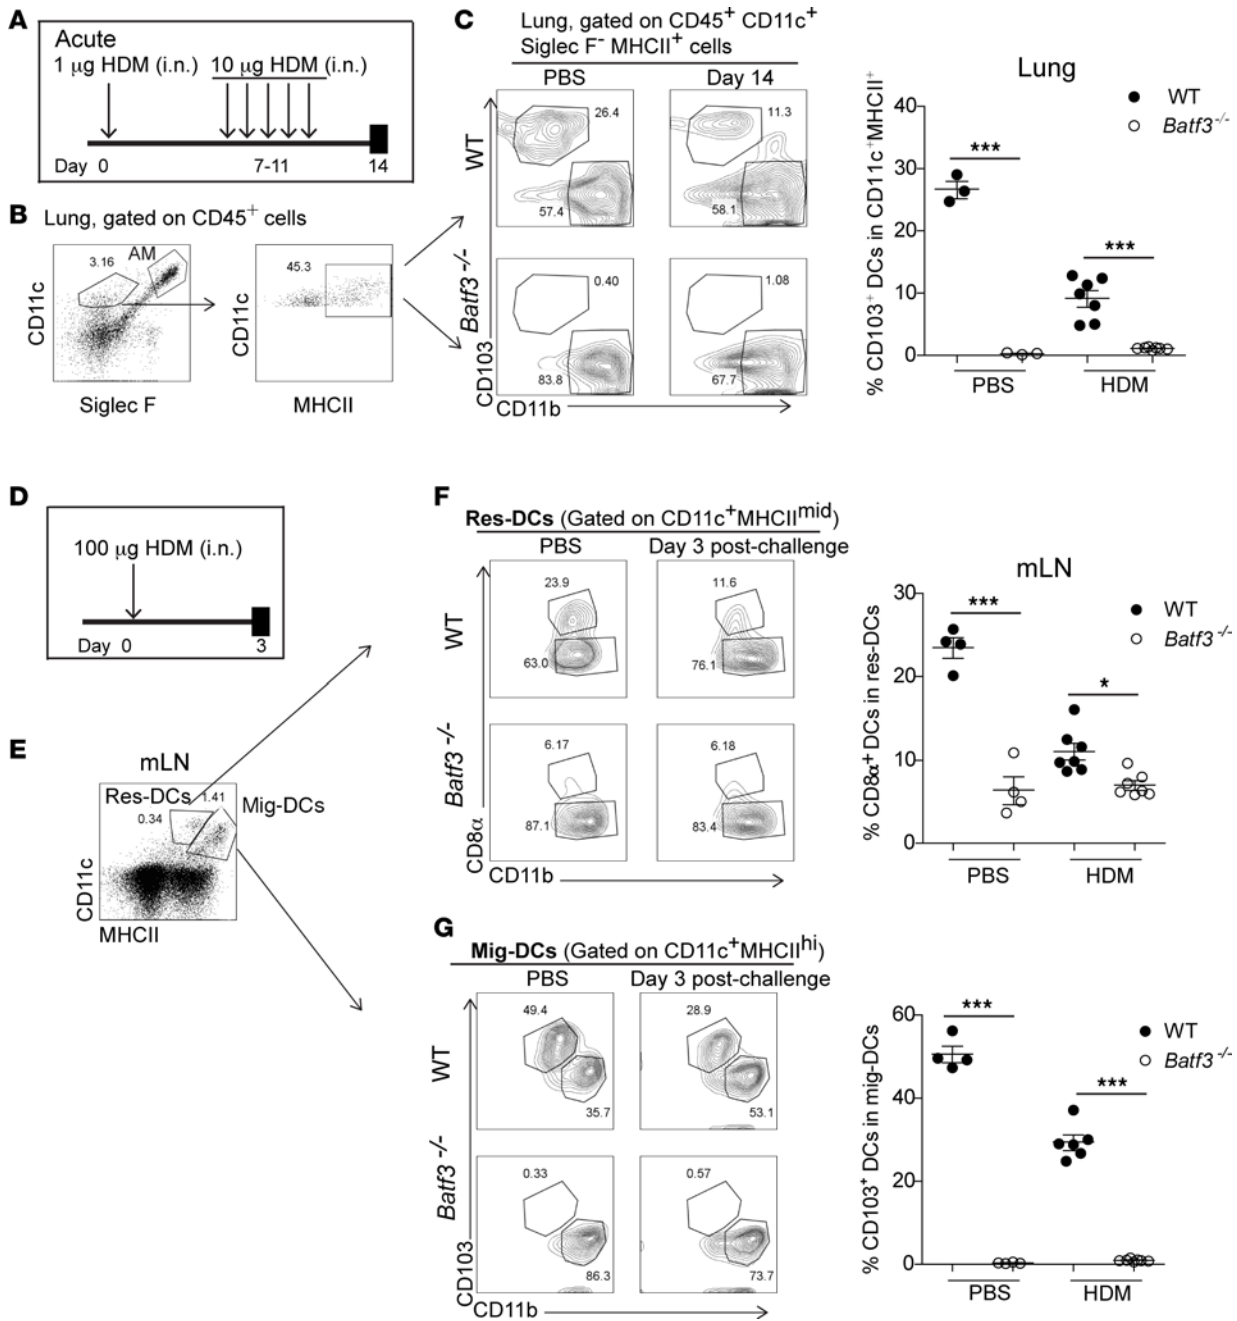 A
Acute
1 µg HDM (i.n.) 10 µg HDM (i.n.)
Day 0 7-11 14
B
Lung, gated on CD45+ cells
3.16 AM
CD11c
Siglec F
45.3
CD11c
MHCII
C
Lung, gated on CD45+ CD11c+
Siglec F- MHCII+ cells
PBS Day 14
WT
26.4 11.3
57.4 58.1
Batf3 -/-
0.40 1.08
83.8 67.7
CD103
CD11b
Lung
WT
Batf3-/-
% CD103+ DCs in CD11c+MHCII+
40
30
20
10
0
***
***
PBS HDM
D
100 µg HDM (i.n.)
Day 0 3
E
mLN
Res-DCs 1.41
0.34 Mig-DCs
CD11c
MHCII
F
Res-DCs (Gated on CD11c+MHCIImid)
PBS Day 3 post-challenge
WT
23.9 11.6
63.0 76.1
Batf3 -/-
6.17 6.18
87.1 83.4
CD8α
CD11b
mLN
WT
Batf3 -/-
% CD8α+ DCs in res-DCs
30
20
10
0
***
*
PBS HDM
G
Mig-DCs (Gated on CD11c+MHCIIhi)
PBS Day 3 post-challenge
WT
49.4 28.9
35.7 53.1
Batf3 -/-
0.33 0.57
86.3 73.7
CD103
CD11b
WT
Batf3 -/-
% CD103+ DCs in mig-DCs
60
40
20
0
***
***
PBS HDM